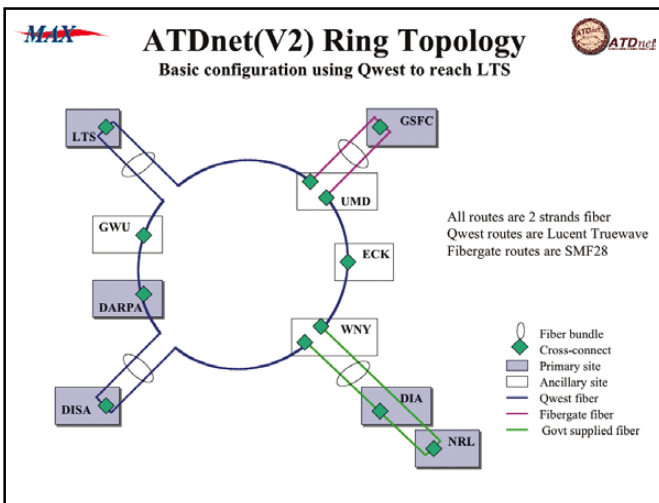 MAX
ATDnet(V2) Ring Topology
ATDnet
Basic configuration using Qwest to reach LTS
LTS
GSFC
UMD
GWU
ECK
DARPA
WNY
DISA
DIA
NRL
All routes are 2 strands fiber
Qwest routes are Lucent Truewave
Fibergate routes are SMF28
Fiber bundle
Cross-connect
Primary site
Ancillary site
Qwest fiber
Fibergate fiber
Govt supplied fiber